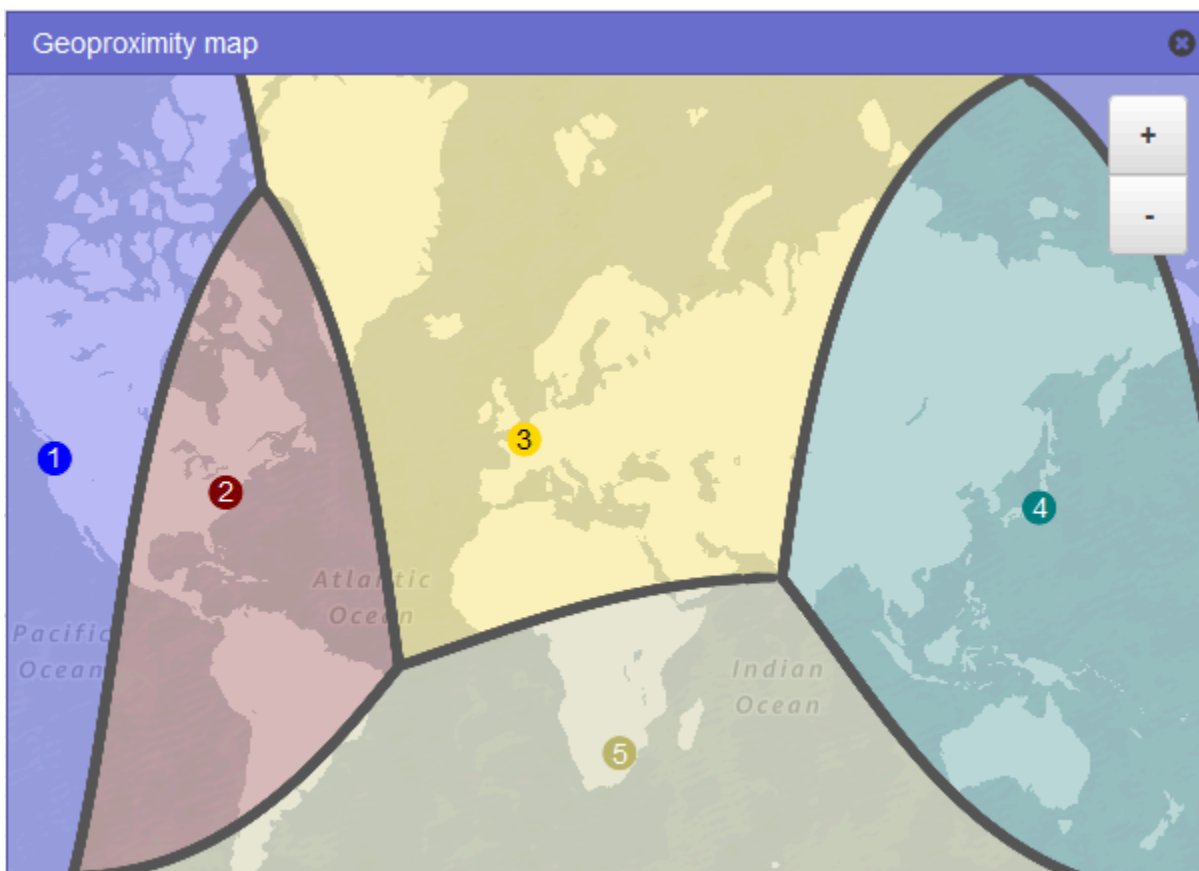 Geoproximity map
+
-
3
1
2
4
Atlantic
Ocean
Pacific
Ocean
Indian
Ocean
5